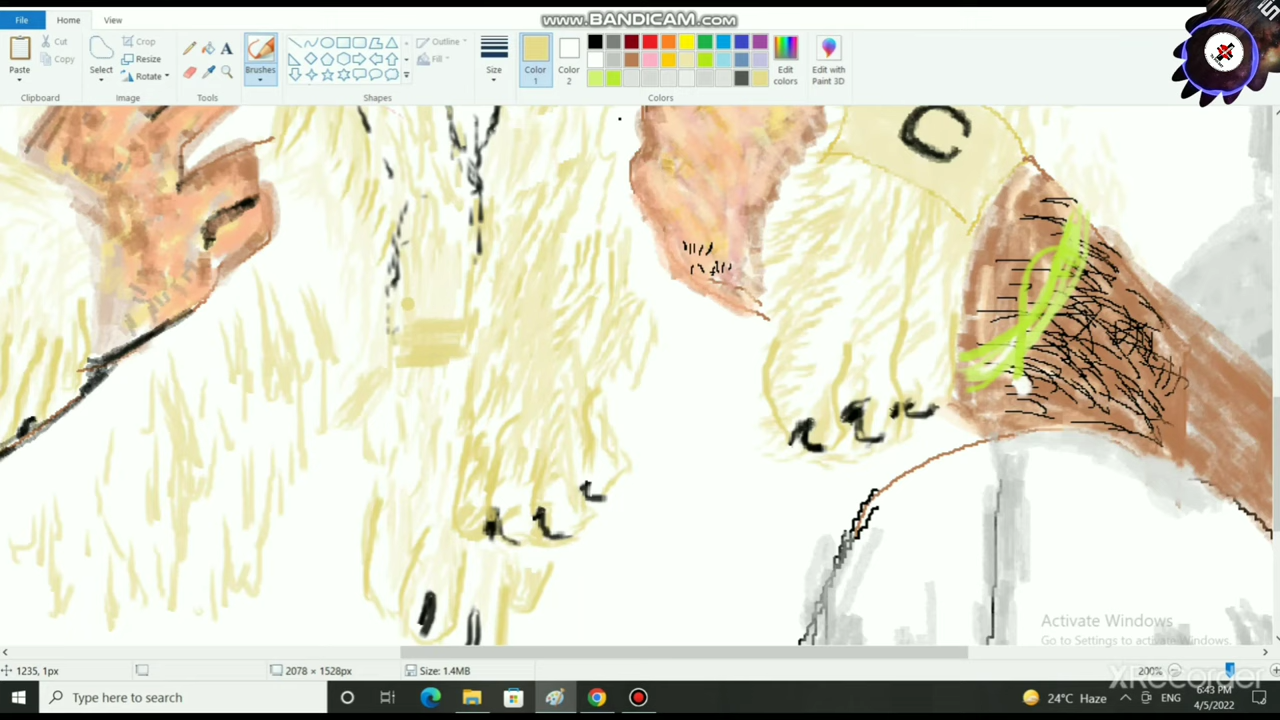 www.BANDICAM.com
File Home View
Paste Cut Copy
Select Crop Resize Rotate
A
Brushes
Outline
Fill
Size
Color 1
Color 2
Edit colors
Edit with Paint 3D
Clipboard Image Tools Shapes Colors
C
Activate Windows
Go to Settings to activate Windows.
1235, 1px 2078 × 1528px Size: 1.4MB 200%
XRecorder
Type here to search 24°C Haze ENG 6:43 PM
4/5/2022